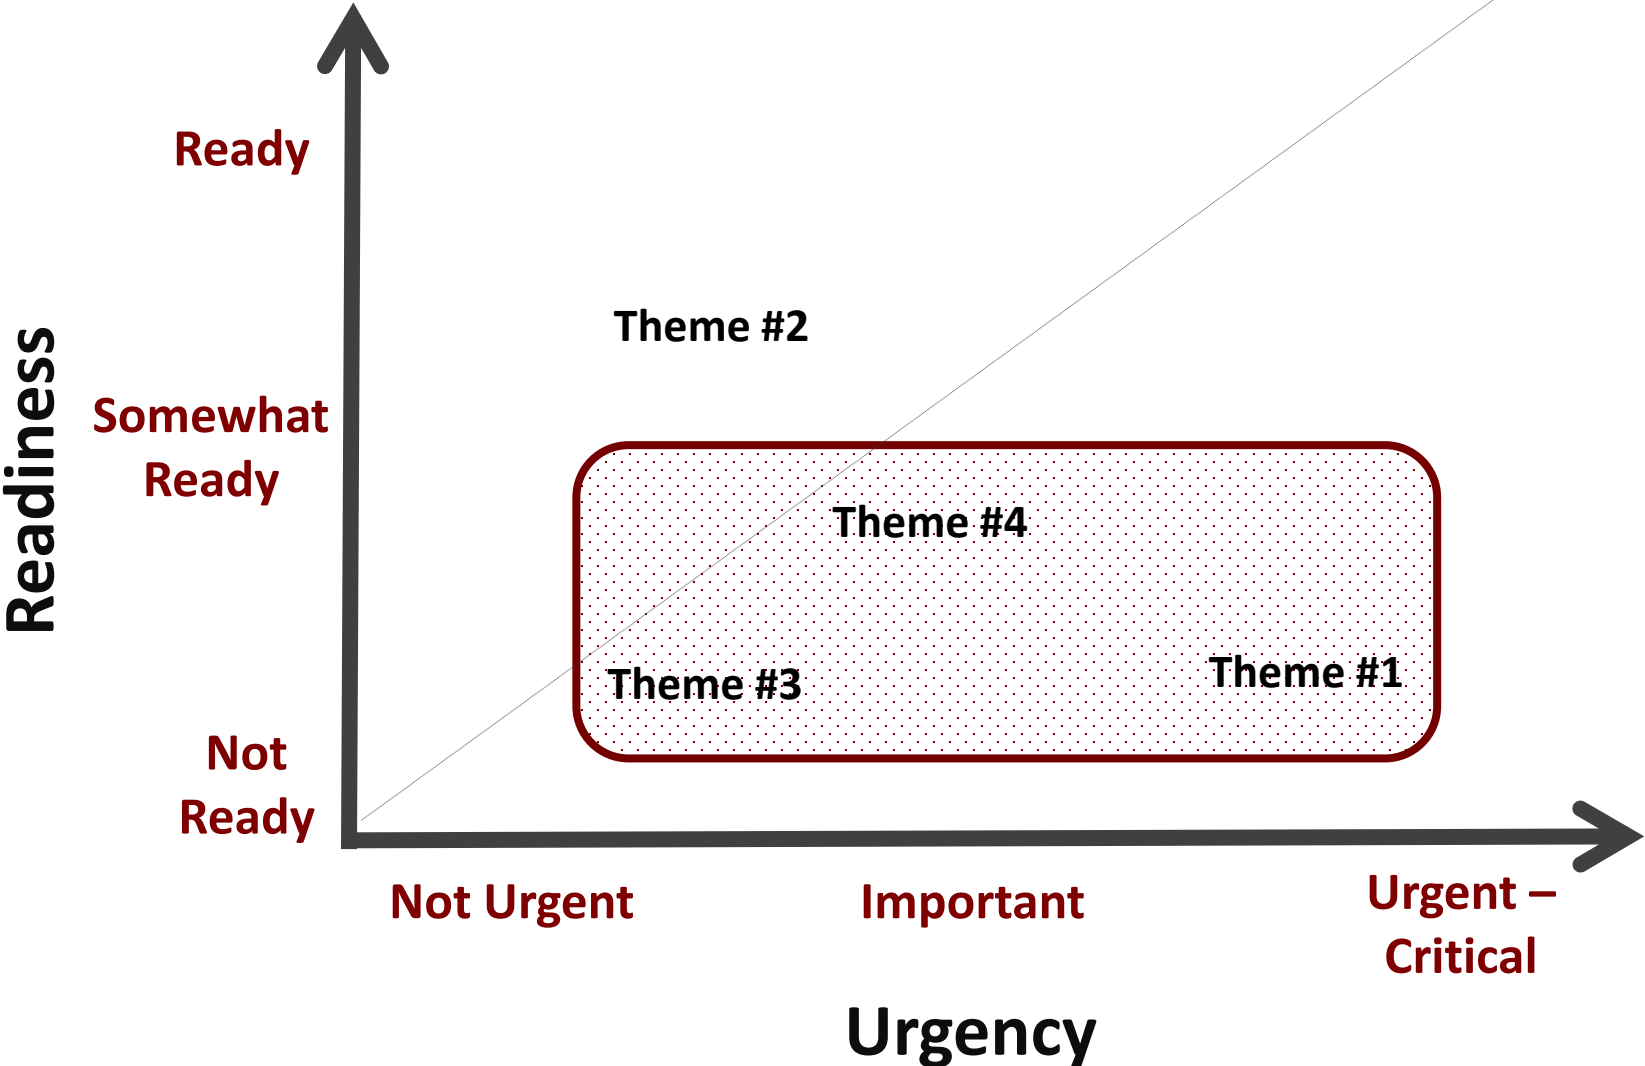 Ready
Theme #2
Readiness
Somewhat
Ready
Theme #4
Theme #3
Theme #1
Not
Ready
Not Urgent
Important
Urgent –
Critical
Urgency